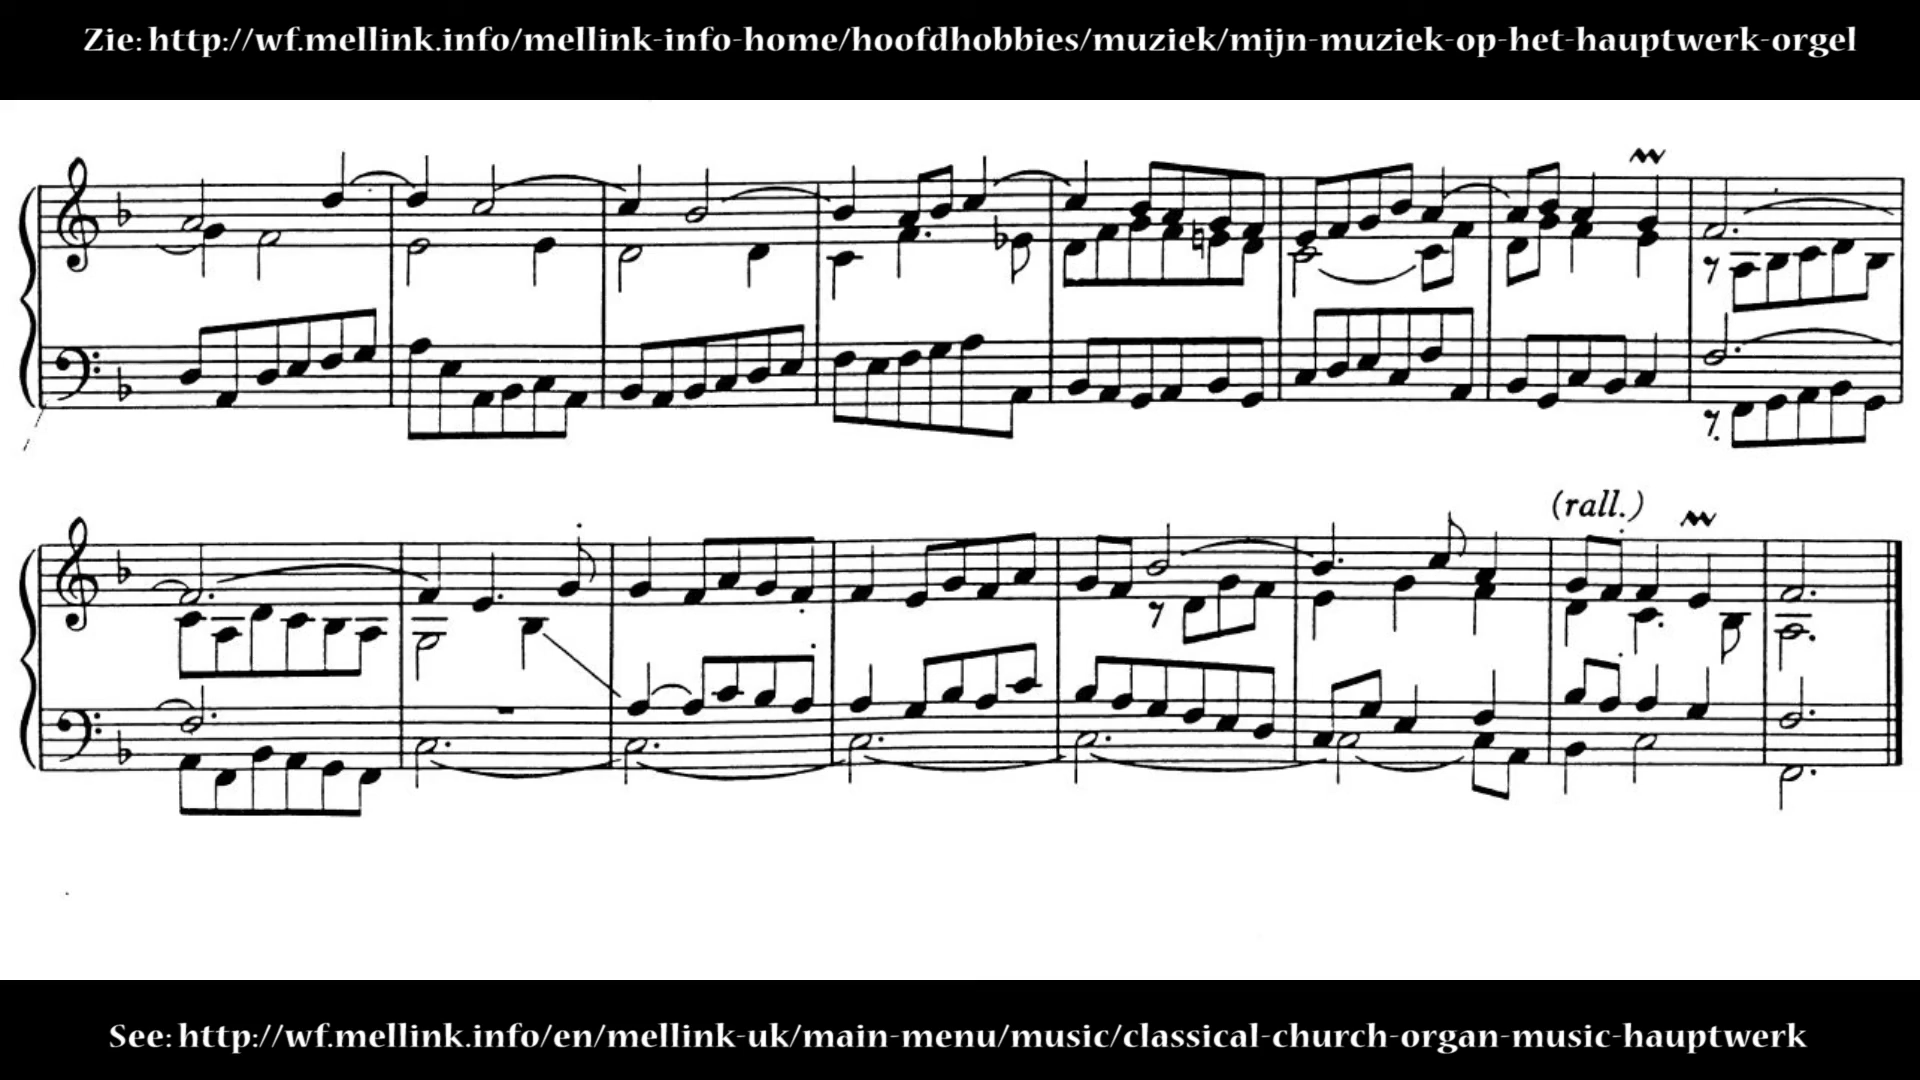 Zie: http://wf.mellink.info/mellink-info-home/hoofdhobbies/muziek/mijn-muziek-op-het-hauptwerk-orgel
(rall.)
See: http://wf.mellink.info/en/mellink-uk/main-menu/music/classical-church-organ-music-hauptwerk